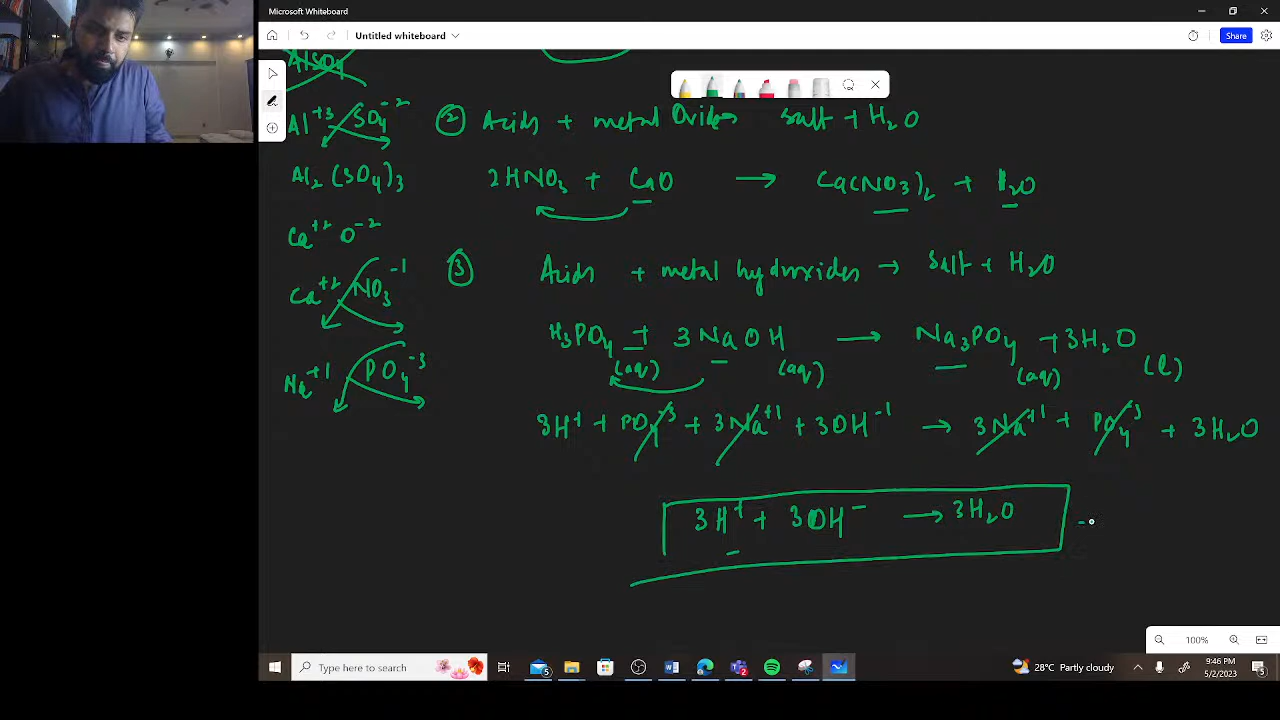 Microsoft Whiteboard
Untitled whiteboard
Share
AlSO4
Al+3 SO4-2
Al2(SO4)3
Ca+2 O-2
Ca+2 NO3-1
Na+1 PO4-3
② Acids + metal Oxides salt + H2O
2HNO3 + CaO → Ca(NO3)2 + H2O
③ Acids + metal hydroxides → salt + H2O
H3PO4 + 3NaOH → Na3PO4 + 3H2O
(aq) (aq) (aq) (l)
3H+ + PO4-3 + 3Na+1 + 3OH-1 → 3Na+1 + PO4-3 + 3H2O
3H+ + 3OH- → 3H2O
100%
Type here to search
28°C Partly cloudy
9:46 PM
5/2/2023